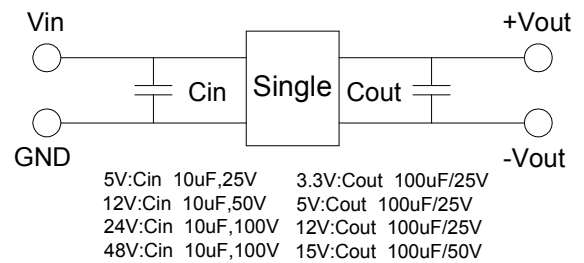 Vin +Vout
Cin Single Cout
GND -Vout
5V:Cin 10uF,25V 3.3V:Cout 100uF/25V
12V:Cin 10uF,50V 5V:Cout 100uF/25V
24V:Cin 10uF,100V 12V:Cout 100uF/25V
48V:Cin 10uF,100V 15V:Cout 100uF/50V